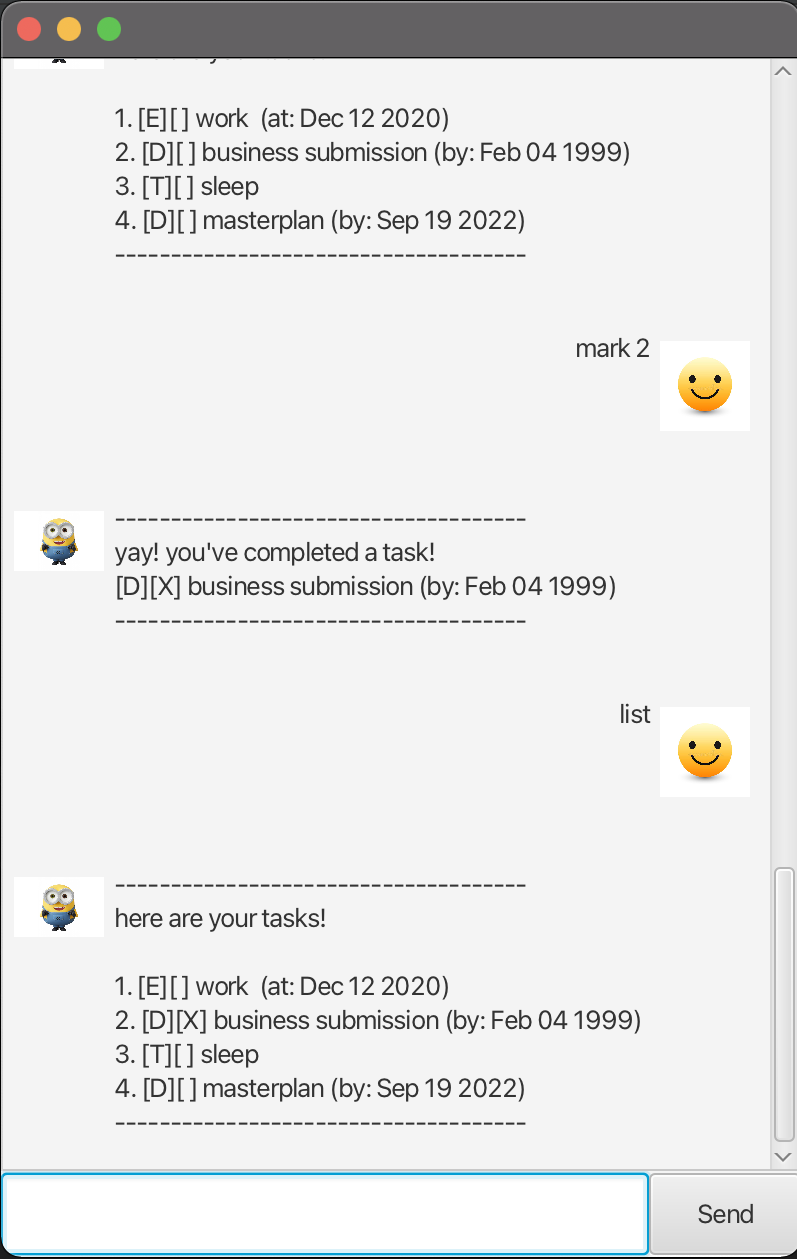 1. [E][ ] work  (at: Dec 12 2020)
2. [D][ ] business submission (by: Feb 04 1999)
3. [T][ ] sleep
4. [D][ ] masterplan (by: Sep 19 2022)
-------------------------------------
mark 2
-------------------------------------
yay! you've completed a task!
[D][X] business submission (by: Feb 04 1999)
-------------------------------------
list
-------------------------------------
here are your tasks!
1. [E][ ] work  (at: Dec 12 2020)
2. [D][X] business submission (by: Feb 04 1999)
3. [T][ ] sleep
4. [D][ ] masterplan (by: Sep 19 2022)
-------------------------------------
Send